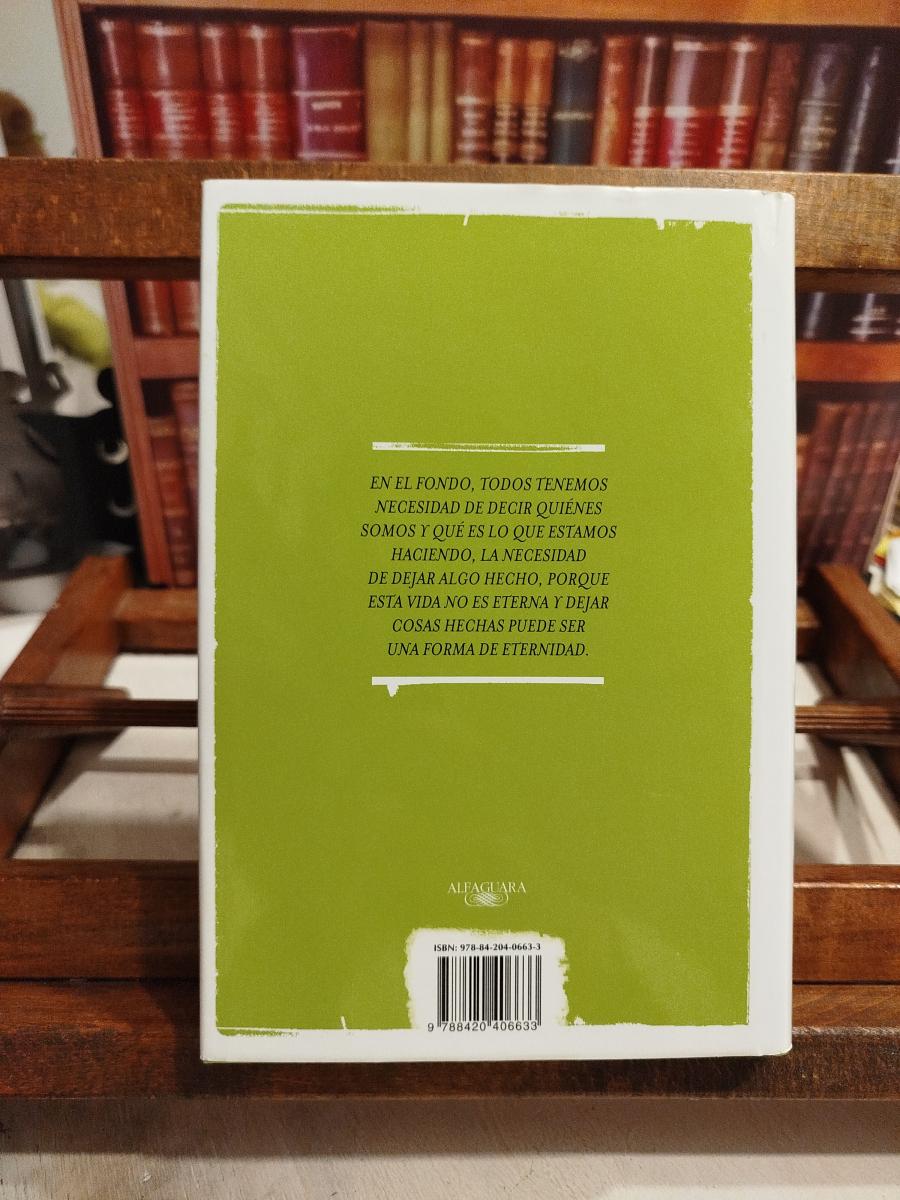 EN EL FONDO, TODOS TENEMOS
NECESIDAD DE DECIR QUIÉNES
SOMOS Y QUÉ ES LO QUE ESTAMOS
HACIENDO, LA NECESIDAD
DE DEJAR ALGO HECHO, PORQUE
ESTA VIDA NO ES ETERNA Y DEJAR
COSAS HECHAS PUEDE SER
UNA FORMA DE ETERNIDAD.
ALFAGUARA
ISBN: 978-84-204-0663-3
9 788420 406633